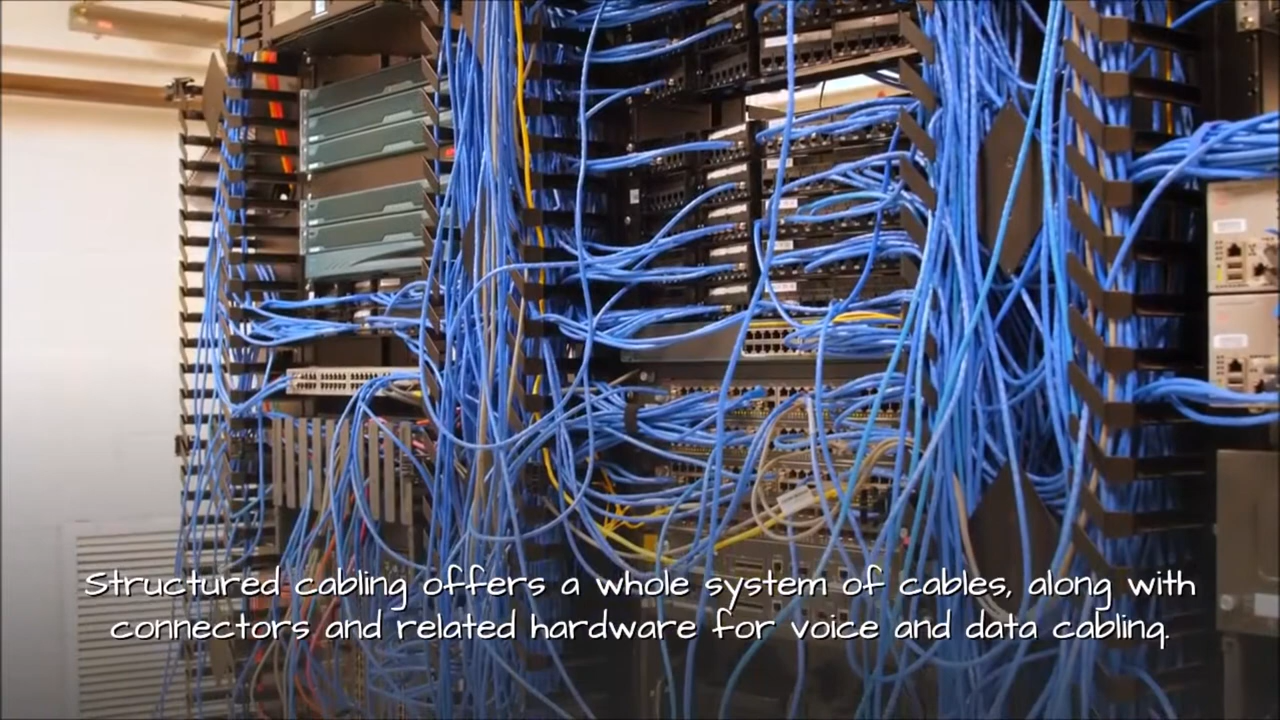 Structured cabling offers a whole system of cables, along with
connectors and related hardware for voice and data cabling.